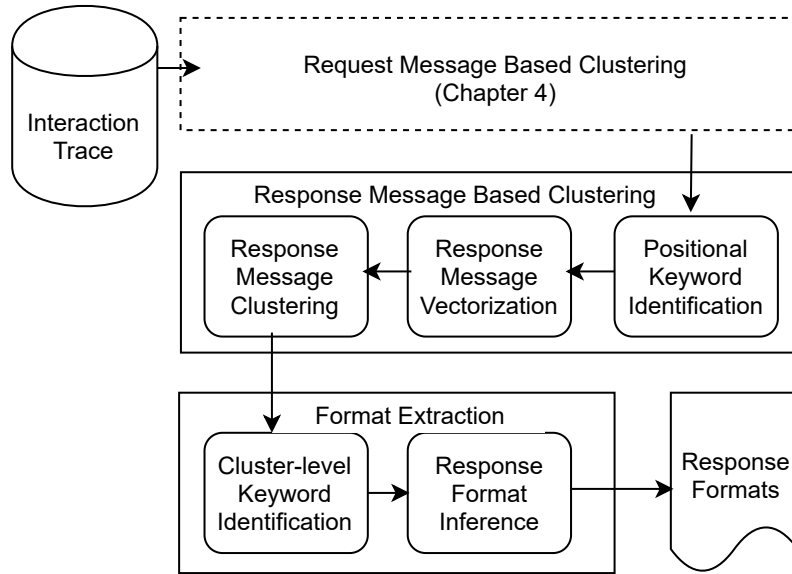 Interaction
Trace
Request Message Based Clustering
(Chapter 4)
Response Message Based Clustering
Response
Message
Clustering
Response
Message
Vectorization
Positional
Keyword
Identification
Format Extraction
Cluster-level
Keyword
Identification
Response
Format
Inference
Response
Formats